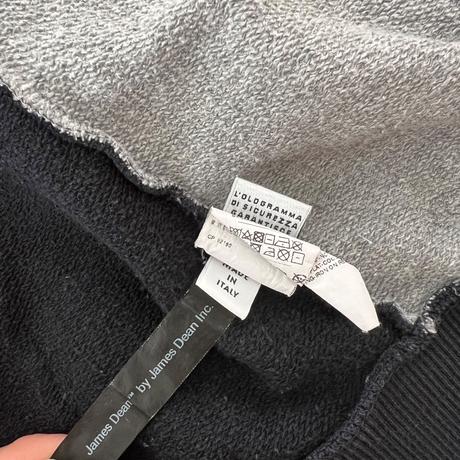 L'OLOGRAMMA
DI SICUREZZA
GARANTISCE
MADE
IN
ITALY
James Dean™ by James Dean Inc.